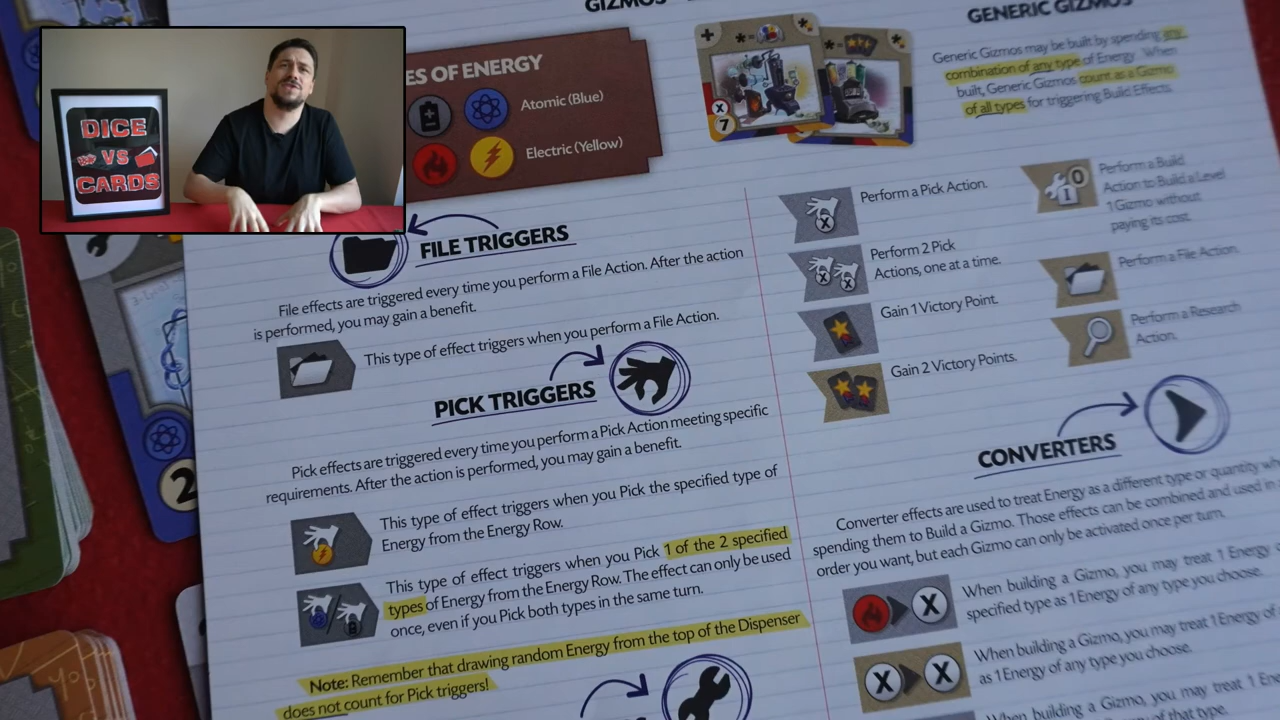 GIZMOS
GENERIC GIZMOS
Generic Gizmos may be built by spending any
combination of any type of Energy. When
built, Generic Gizmos count as a Gizmo
of all types for triggering Build Effects.
7
X
ES OF ENERGY
Atomic (Blue)
Electric (Yellow)
DICE
VS
CARDS
FILE TRIGGERS
File effects are triggered every time you perform a File Action. After the action
is performed, you may gain a benefit.
This type of effect triggers when you perform a File Action.
PICK TRIGGERS
Pick effects are triggered every time you perform a Pick Action meeting specific
requirements. After the action is performed, you may gain a benefit.
This type of effect triggers when you Pick the specified type of
Energy from the Energy Row.
This type of effect triggers when you Pick 1 of the 2 specified
types of Energy from the Energy Row. The effect can only be used
once, even if you Pick both types in the same turn.
Note: Remember that drawing random Energy from the top of the Dispenser
does not count for Pick triggers!
2
X
Perform a Pick Action.
X X
Perform 2 Pick
Actions, one at a time.
Gain 1 Victory Point.
Gain 2 Victory Points.
0
I
Perform a Build
Action to Build a Level
1 Gizmo without
paying its cost.
Perform a File Action.
Perform a Research
Action.
CONVERTERS
Converter effects are used to treat Energy as a different type or quantity
spending them to Build a Gizmo. Those effects can be combined and used in
order you want, but each Gizmo can only be activated once per turn.
X
When building a Gizmo, you may treat 1 Energy
specified type as 1 Energy of any type you choose.
X X
When building a Gizmo, you may treat 1 Energy of
as 1 Energy of any type you choose.
When building a Gizmo, you may treat 1
of that type.